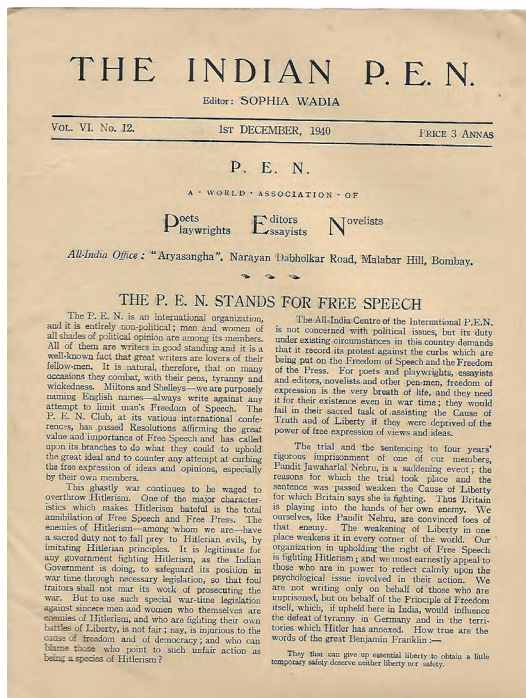 THE INDIAN P. E. N.
Editor: SOPHIA WADIA
VOL. VI. No. 12.
1ST DECEMBER, 1940
PRICE 3 ANNAS
P. E. N.
A · WORLD · ASSOCIATION · OF
Poets Playwrights Editors Essayists Novelists
All-India Office : "Aryasangha", Narayan Dabholkar Road, Malabar Hill, Bombay.
THE P. E. N. STANDS FOR FREE SPEECH
The P. E. N. is an international organization,
and it is entirely non-political ; men and women of
all shades of political opinion are among its members.
All of them are writers in good standing and it is a
well-known fact that great writers are lovers of their
fellow-men. It is natural, therefore, that on many
occasions they combat, with their pens, tyranny and
wickedness. Miltons and Shelleys—we are purposely
naming English names—always write against any
attempt to limit man's Freedom of Speech. The
P. E. N. Club, at its various international confe-
rences, has passed Resolutions affirming the great
value and importance of Free Speech and has called
upon its branches to do what they could to uphold
the great ideal and to counter any attempt at curbing
the free expression of ideas and opinions, especially
by their own members.
This ghastly war continues to be waged to
overthrow Hitlerism. One of the major character-
istics which makes Hitlerism hateful is the total
annihilation of Free Speech and Free Press. The
enemies of Hitlerism—among whom we are—have
a sacred duty not to fall prey to Hitlerian evils, by
imitating Hitlerian principles. It is legitimate for
any government fighting Hitlerism, as the Indian
Government is doing, to safeguard its position in
war time through necessary legislation, so that foul
traitors shall not mar its work of prosecuting the
war. But to use such special war-time legislation
against sincere men and women who themselves are
enemies of Hitlerism, and who are fighting their own
battles of Liberty, is not fair ; nay, is injurious to the
cause of freedom and of democracy ; and who can
blame those who point to such unfair action as
being a species of Hitlerism ?
The All-India Centre of the International P.E.N.
is not concerned with political issues, but its duty
under existing circumstances in this country demands
that it record its protest against the curbs which are
being put on the Freedom of Speech and the Freedom
of the Press. For poets and playwrights, essayists
and editors, novelists and other pen-men, freedom of
expression is the very breath of life, and they need
it for their existence even in war time ; they would
fail in their sacred task of assisting the Cause of
Truth and of Liberty if they were deprived of the
power of free expression of views and ideas.
The trial and the sentencing to four years'
rigorous imprisonment of one of our members,
Pandit Jawaharlal Nehru, is a saddening event ; the
reasons for which the trial took place and the
sentence was passed weaken the Cause of Liberty
for which Britain says she is fighting. Thus Britain
is playing into the hands of her own enemy. We
ourselves, like Pandit Nehru, are convinced foes of
that enemy. The weakening of Liberty in one
place weakens it in every corner of the world. Our
organization in upholding the right of Free Speech
is fighting Hitlerism ; and we most earnestly appeal to
those who are in power to reflect calmly upon the
psychological issue involved in their action. We
are not writing only on behalf of those who are
imprisoned, but on behalf of the Principle of Freedom
itself, which, if upheld here in India, would influence
the defeat of tyranny in Germany and in the terri-
tories which Hitler has annexed. How true are the
words of the great Benjamin Franklin :—
They that can give up essential liberty to obtain a little
temporary safety deserve neither liberty nor safety.